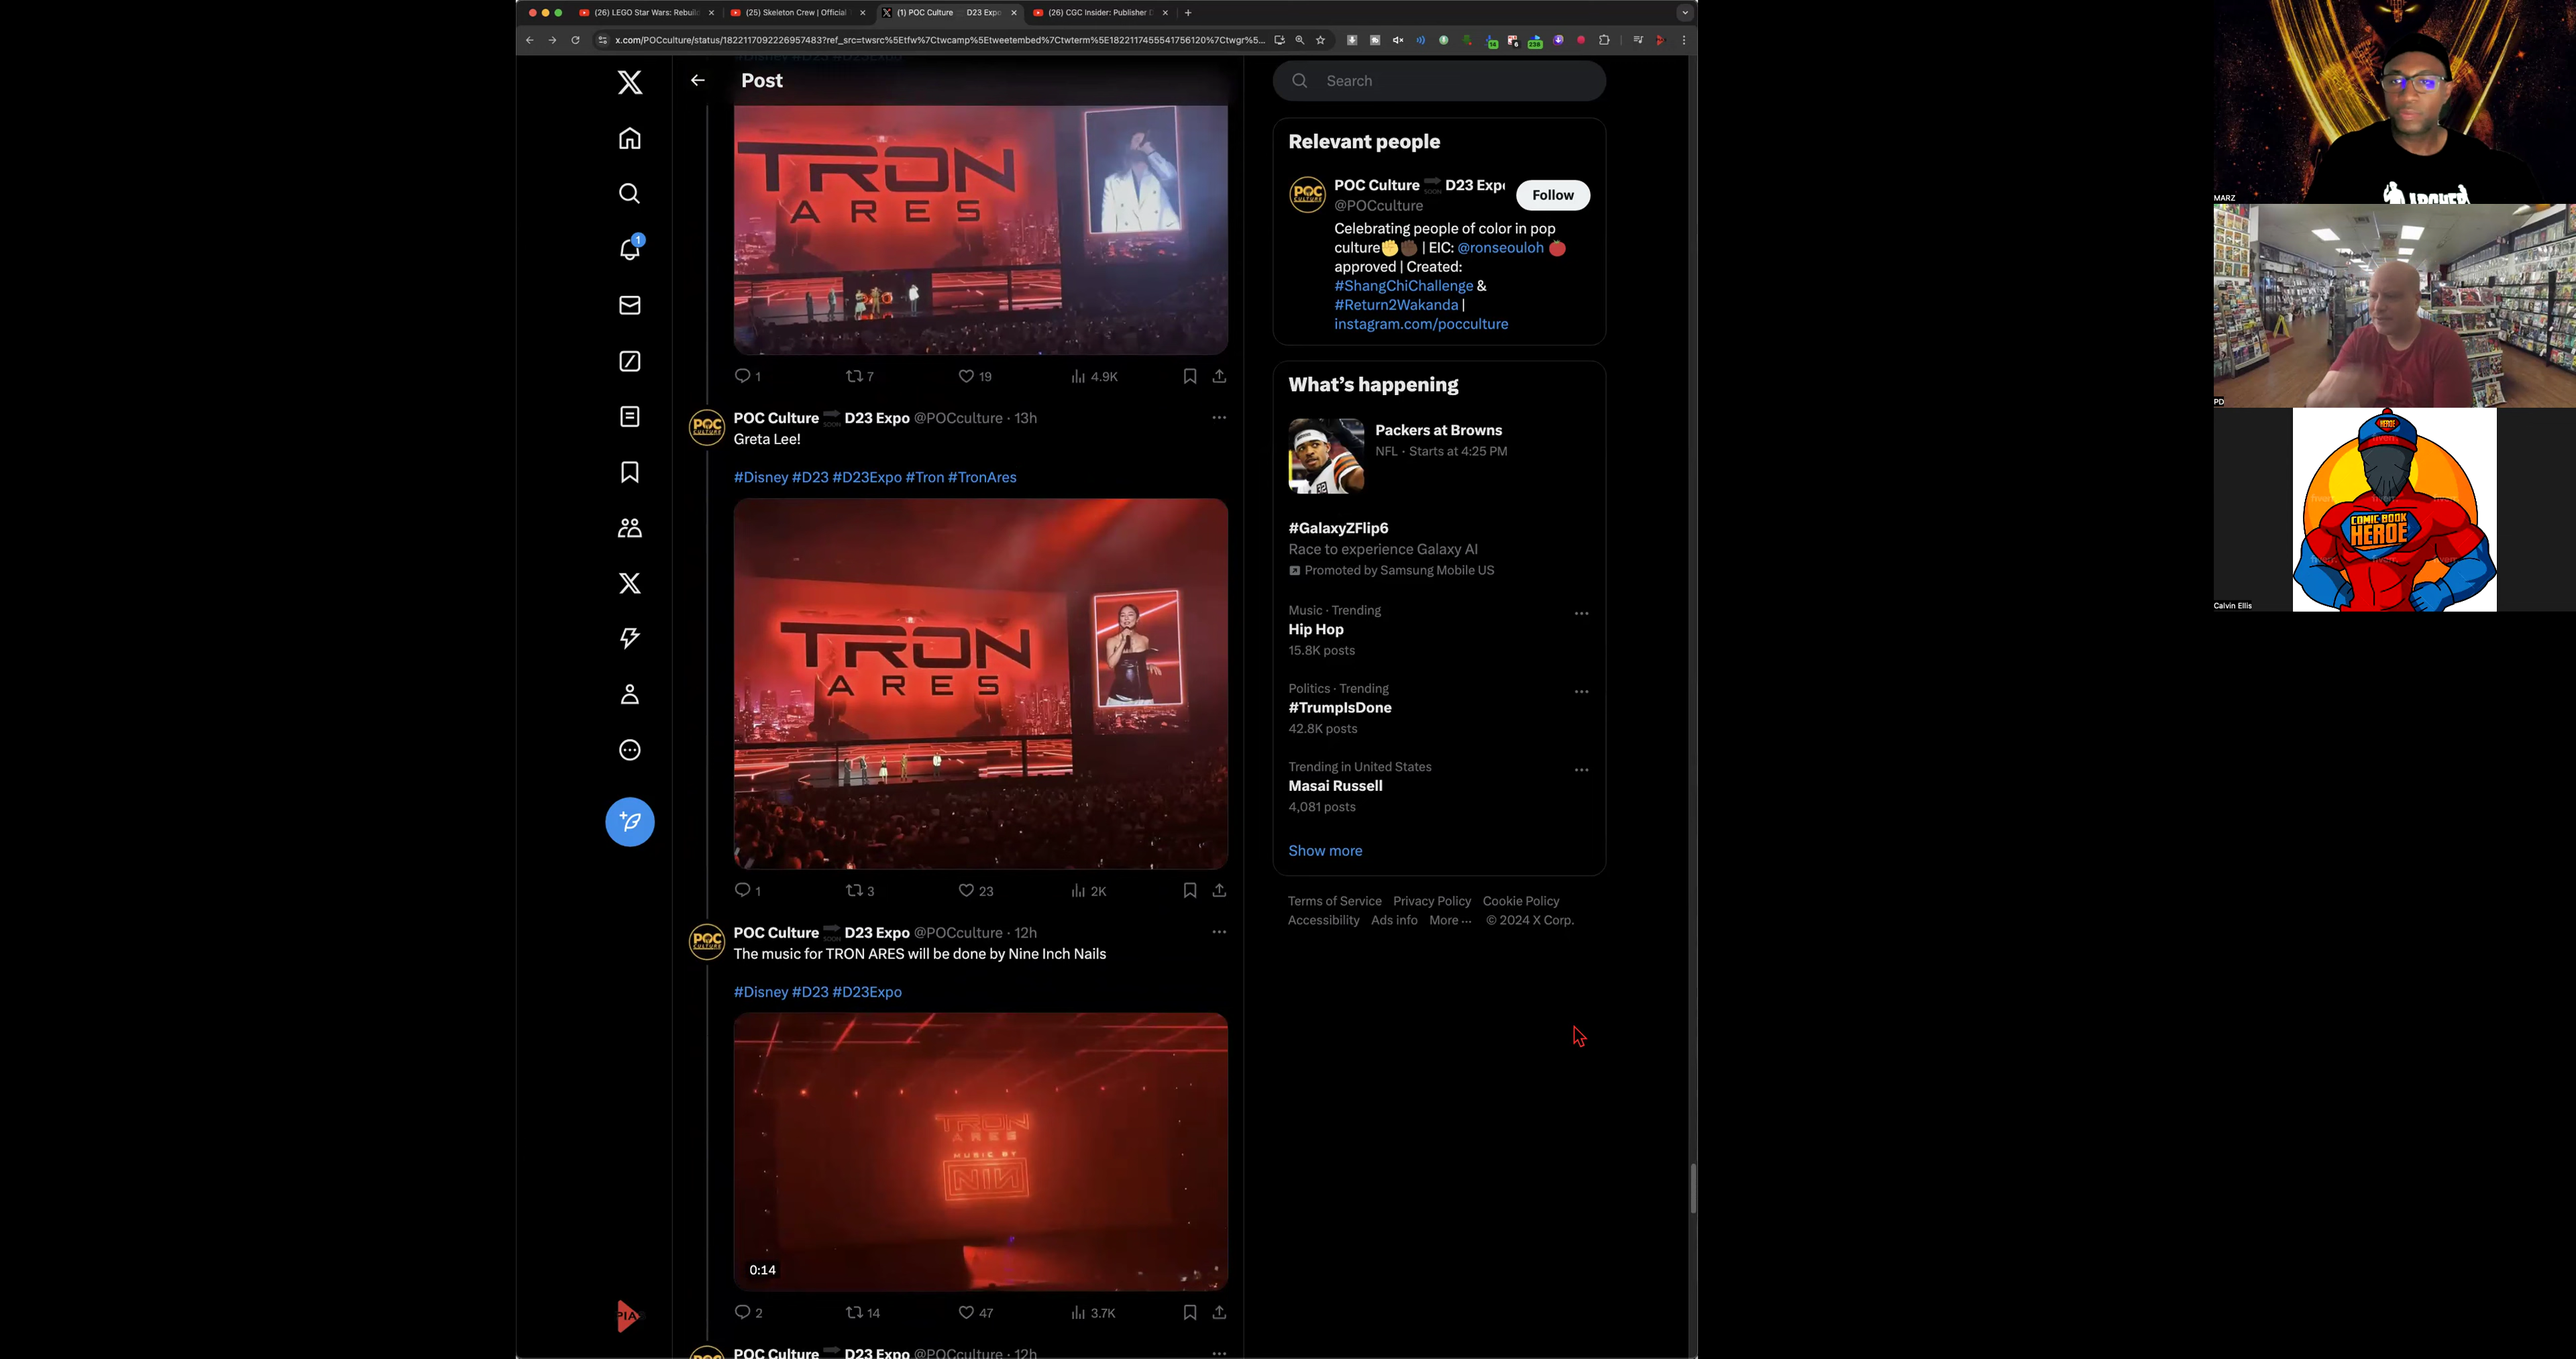 (26) LEGO Star Wars: Rebuil
(25) Skeleton Crew | Official
(1) POC Culture SOON D23 Expo
(26) CGC Insider: Publisher D
x.com/POCculture/status/1822117092226957483?ref_src=twsrc%5Etfw%7Ctwcamp%5Etweetembed%7Ctwterm%5E1822117455541756120%7Ctwgr%5...
Post
TRON
ARES
1
7
19
4.9K
POC Culture SOON D23 Expo @POCculture · 13h
Greta Lee!
#Disney #D23 #D23Expo #Tron #TronAres
TRON
ARES
1
3
23
2K
POC Culture SOON D23 Expo @POCculture · 12h
The music for TRON ARES will be done by Nine Inch Nails
#Disney #D23 #D23Expo
TRON
ARES
MUSIC BY
NIN
0:14
2
14
47
3.7K
POC Culture D23 Expo @POCculture · 12h
Search
Relevant people
POC Culture SOON D23 Exp
@POCculture
Follow
Celebrating people of color in pop
culture✊✊🏿 | EIC: @ronseouloh 🍅
approved | Created:
#ShangChiChallenge &
#Return2Wakanda |
instagram.com/pocculture
What's happening
Packers at Browns
NFL · Starts at 4:25 PM
#GalaxyZFlip6
Race to experience Galaxy AI
Promoted by Samsung Mobile US
Music · Trending
Hip Hop
15.8K posts
Politics · Trending
#TrumpIsDone
42.8K posts
Trending in United States
Masai Russell
4,081 posts
Show more
Terms of Service Privacy Policy Cookie Policy
Accessibility Ads info More ··· © 2024 X Corp.
PIA
ARCHER
MARZ
PD
HEROE
COMIC BOOK
HEROE
Calvin Ellis